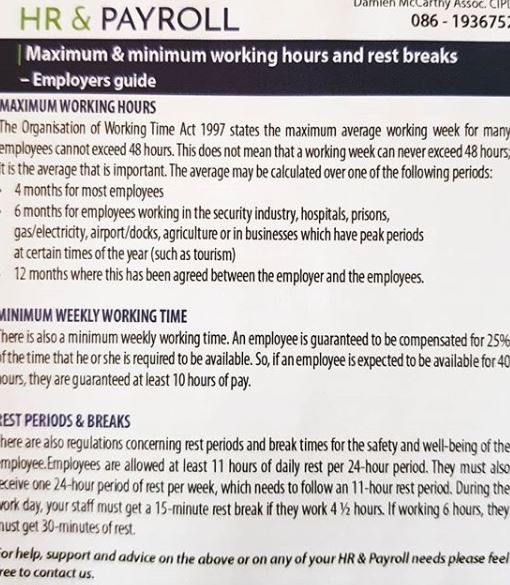 Damien McCarthy Assoc. CIPD
HR & PAYROLL
086 - 1936752
Maximum & minimum working hours and rest breaks
– Employers guide
MAXIMUM WORKING HOURS
The Organisation of Working Time Act 1997 states the maximum average working week for many
employees cannot exceed 48 hours. This does not mean that a working week can never exceed 48 hours;
it is the average that is important. The average may be calculated over one of the following periods:
4 months for most employees
6 months for employees working in the security industry, hospitals, prisons,
gas/electricity, airport/docks, agriculture or in businesses which have peak periods
at certain times of the year (such as tourism)
12 months where this has been agreed between the employer and the employees.
MINIMUM WEEKLY WORKING TIME
There is also a minimum weekly working time. An employee is guaranteed to be compensated for 25%
of the time that he or she is required to be available. So, if an employee is expected to be available for 40
hours, they are guaranteed at least 10 hours of pay.
REST PERIODS & BREAKS
There are also regulations concerning rest periods and break times for the safety and well-being of the
employee.Employees are allowed at least 11 hours of daily rest per 24-hour period. They must also
receive one 24-hour period of rest per week, which needs to follow an 11-hour rest period. During the
work day, your staff must get a 15-minute rest break if they work 4 ½ hours. If working 6 hours, they
must get 30-minutes of rest.
For help, support and advice on the above or on any of your HR & Payroll needs please feel
free to contact us.